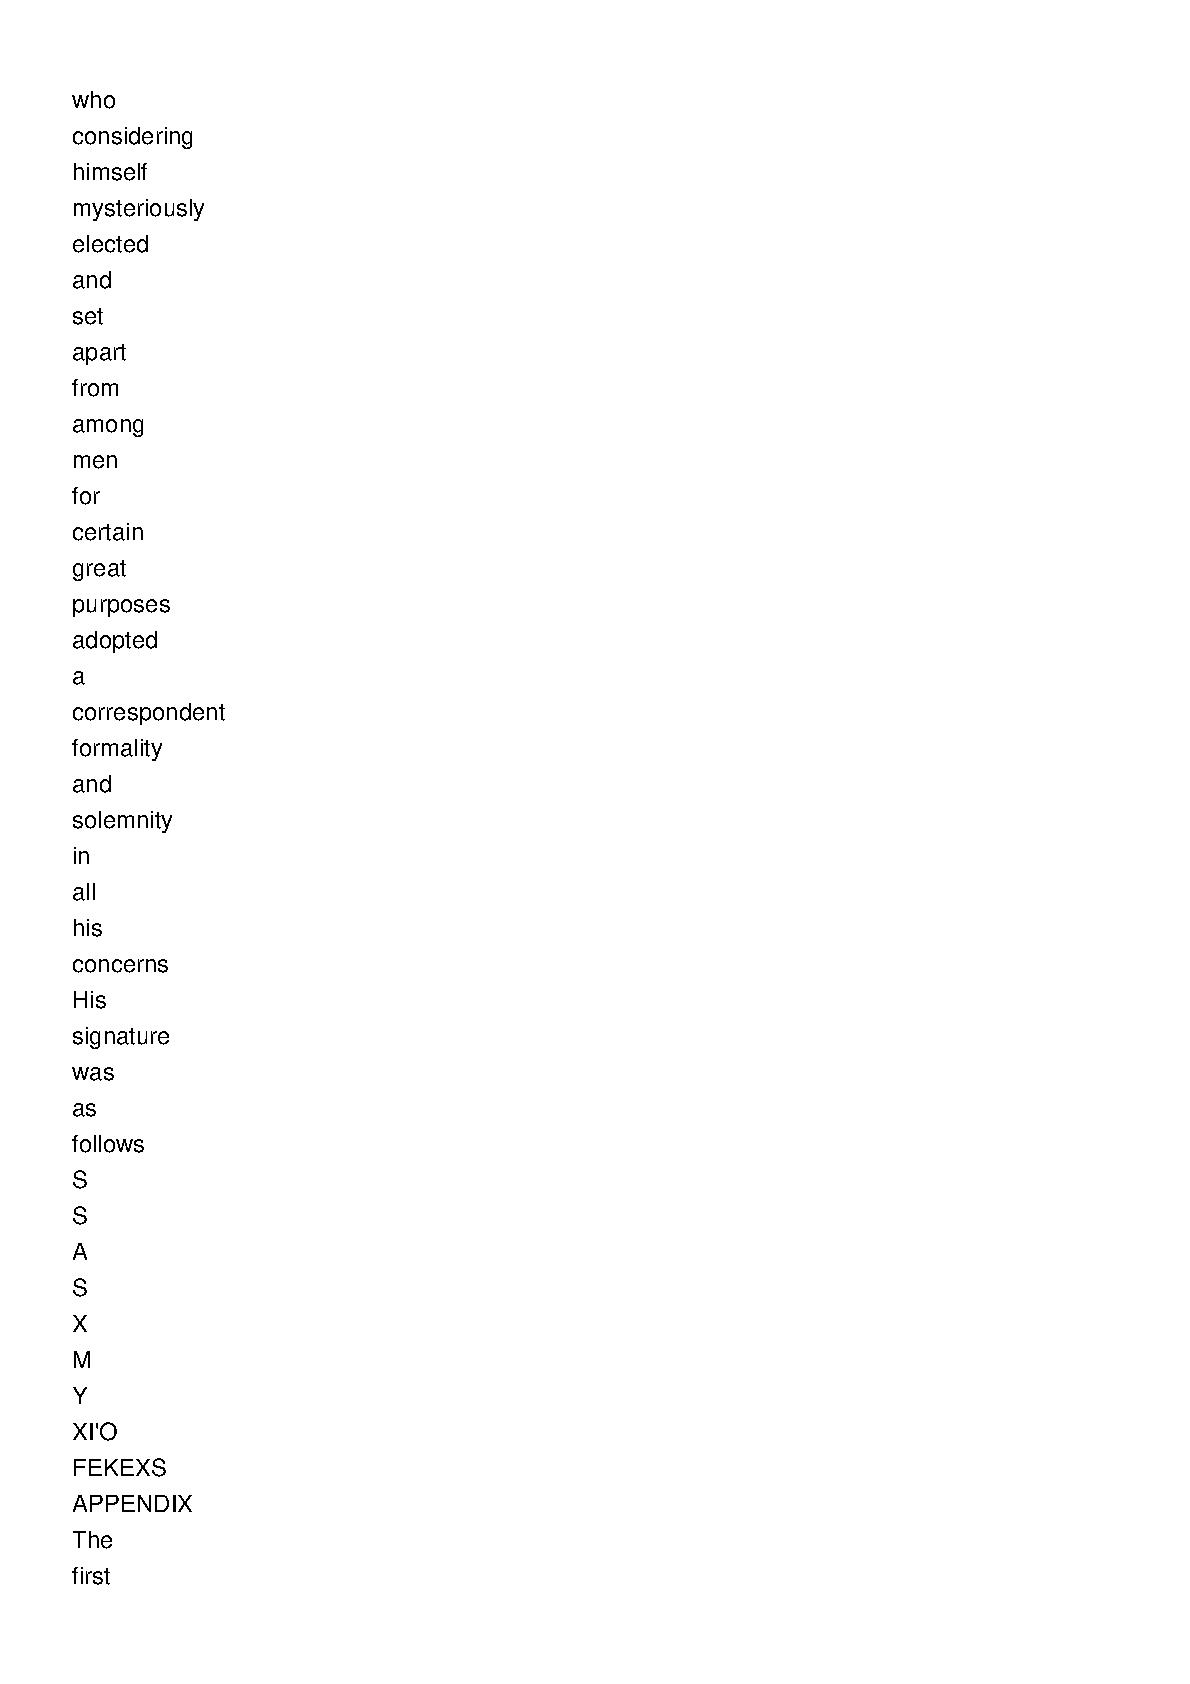 who
considering
himself
mysteriously
elected
and
set
apart
from
among
men
for
certain
great
purposes
adopted
a
correspondent
formality
and
solemnity
in
all
his
concerns
His
signature
was
as
follows
S
S
A
S
X
M
Y
XI'O
FEKEXS
APPENDIX
The
first